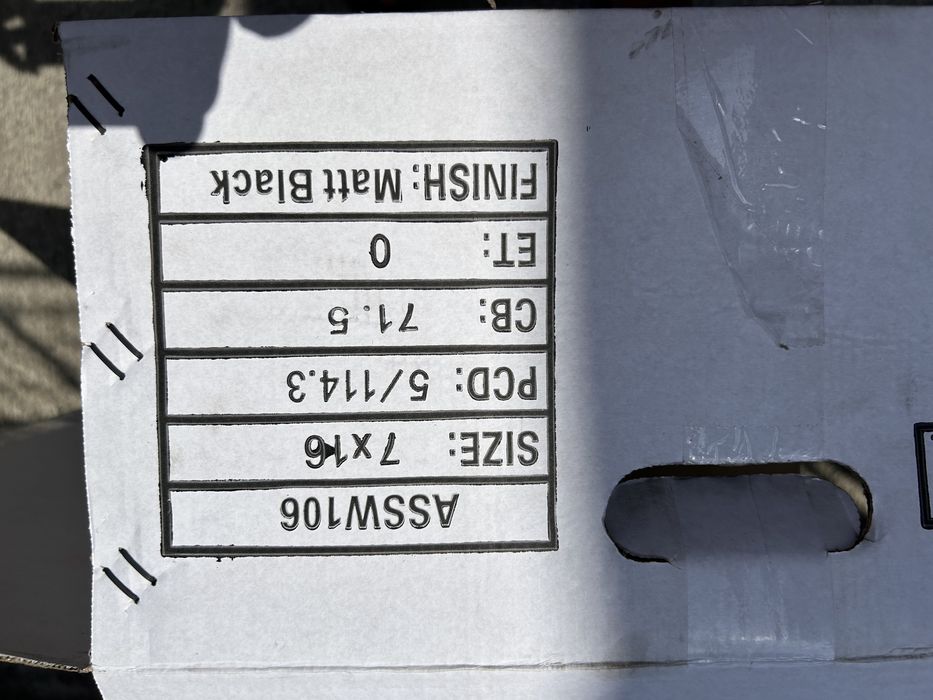 ASSW106
SIZE: 7x16
PCD: 5/114.3
CB: 71.5
ET: 0
FINISH: Matt Black